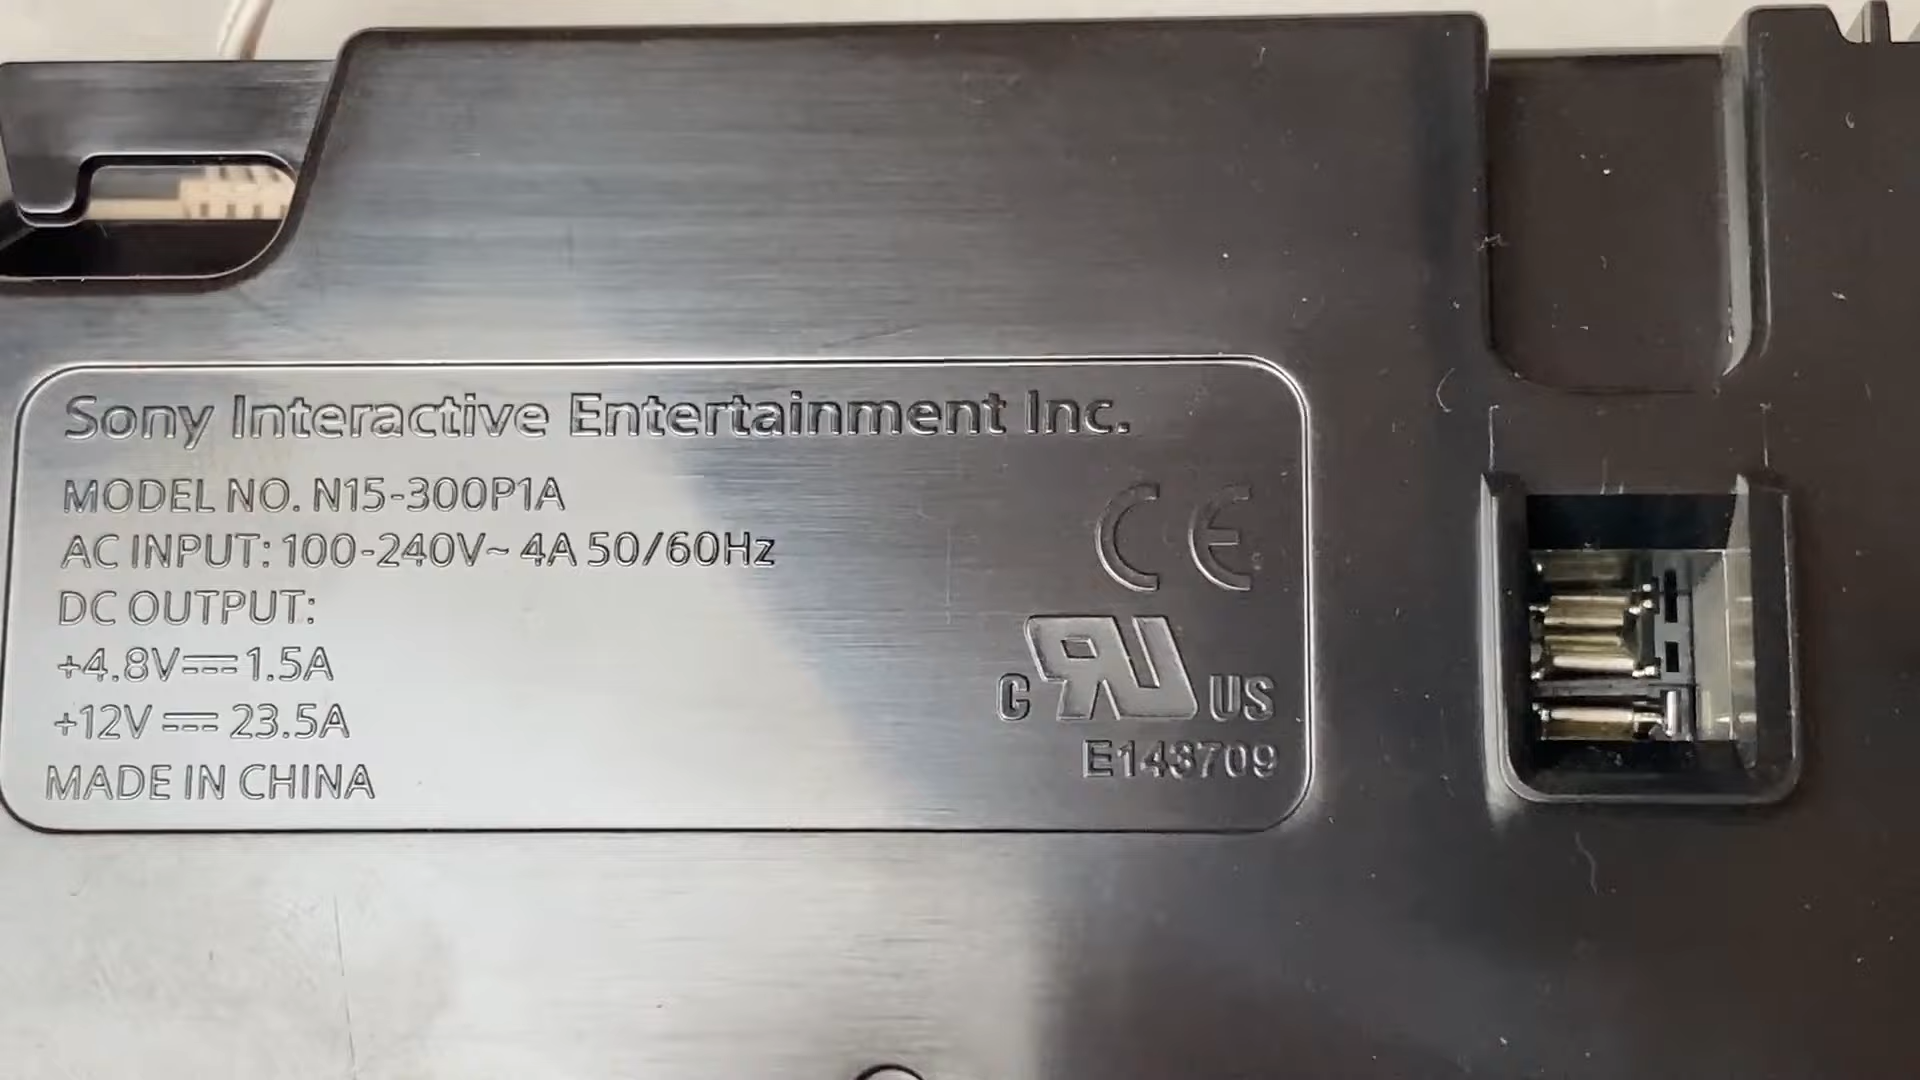 Sony Interactive Entertainment Inc.
MODEL NO. N15-300P1A
AC INPUT: 100-240V~ 4A 50/60Hz
DC OUTPUT:
+4.8V⎓1.5A
+12V⎓23.5A
MADE IN CHINA
CE
C RU US
E143709